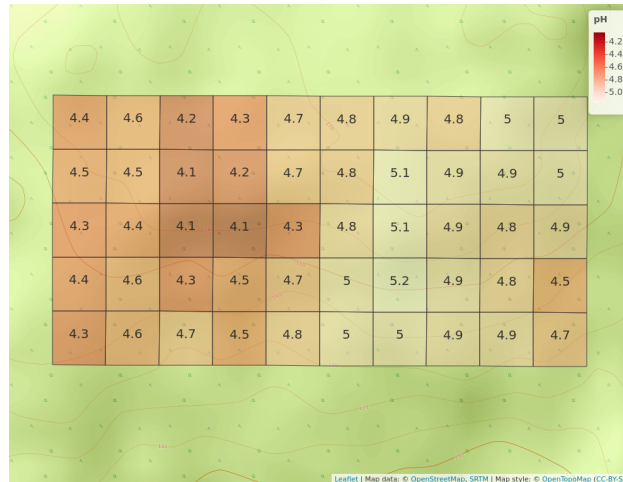 pH
4.2
4.4
4.6
4.8
5.0
4.4 4.6 4.2 4.3 4.7 4.8 4.9 4.8 5 5
4.5 4.5 4.1 4.2 4.7 4.8 5.1 4.9 4.9 5
4.3 4.4 4.1 4.1 4.3 4.8 5.1 4.9 4.8 4.9
4.4 4.6 4.3 4.5 4.7 5 5.2 4.9 4.8 4.5
4.3 4.6 4.7 4.5 4.8 5 5 4.9 4.9 4.7
Leaflet | Map data: © OpenStreetMap, SRTM | Map style: © OpenTopoMap (CC-BY-S